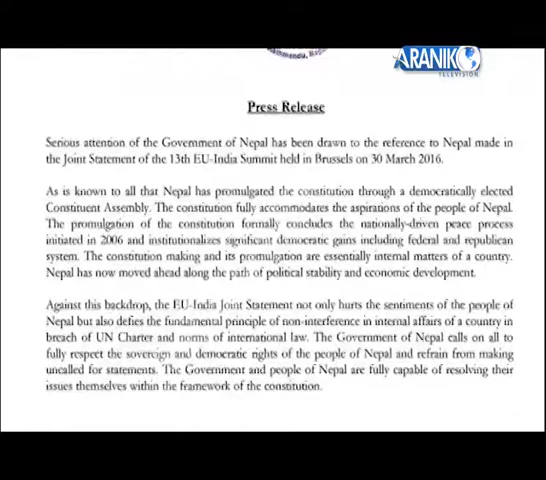 Kathmandu, Nepal
ARANIKO
TELEVISION
Press Release
Serious attention of the Government of Nepal has been drawn to the reference to Nepal made in
the Joint Statement of the 13th EU-India Summit held in Brussels on 30 March 2016.
As is known to all that Nepal has promulgated the constitution through a democratically elected
Constituent Assembly. The constitution fully accommodates the aspirations of the people of Nepal.
The promulgation of the constitution formally concludes the nationally-driven peace process
initiated in 2006 and institutionalizes significant democratic gains including federal and republican
system. The constitution making and its promulgation are essentially internal matters of a country.
Nepal has now moved ahead along the path of political stability and economic development.
Against this backdrop, the EU-India Joint Statement not only hurts the sentiments of the people of
Nepal but also defies the fundamental principle of non-interference in internal affairs of a country in
breach of UN Charter and norms of international law. The Government of Nepal calls on all to
fully respect the sovereign and democratic rights of the people of Nepal and refrain from making
uncalled for statements. The Government and people of Nepal are fully capable of resolving their
issues themselves within the framework of the constitution.